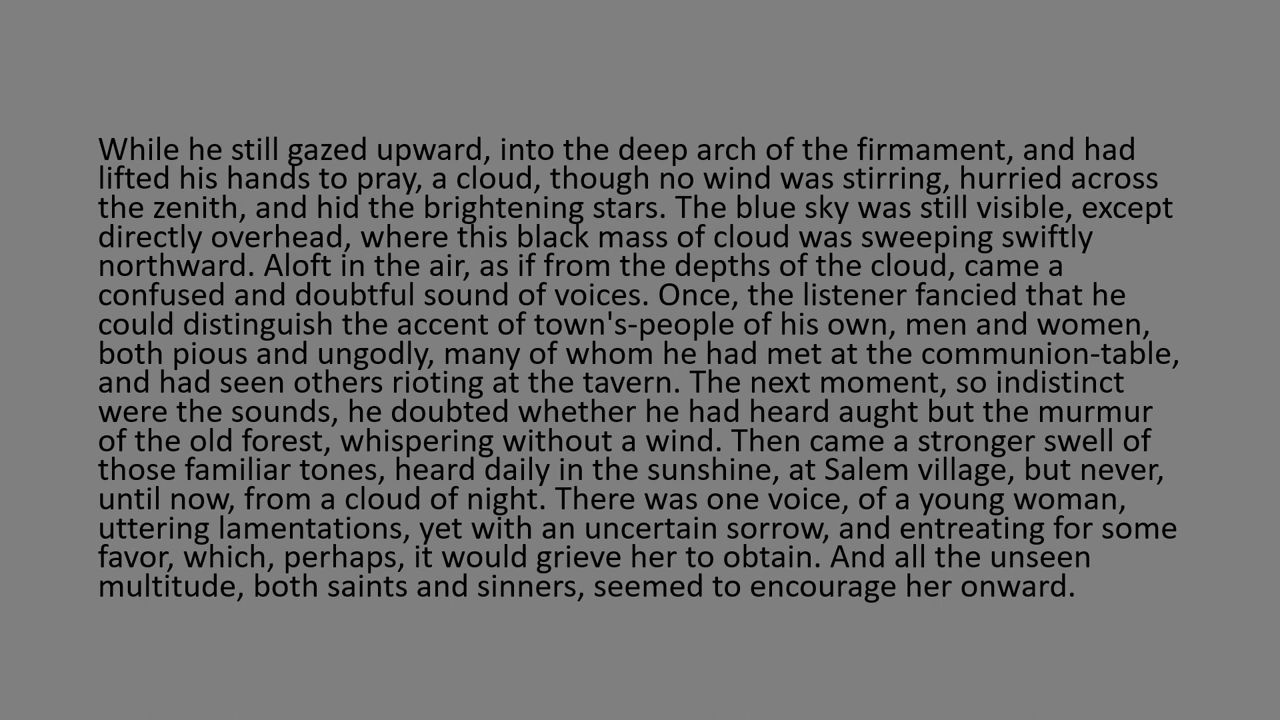 While he still gazed upward, into the deep arch of the firmament, and had
lifted his hands to pray, a cloud, though no wind was stirring, hurried across
the zenith, and hid the brightening stars. The blue sky was still visible, except
directly overhead, where this black mass of cloud was sweeping swiftly
northward. Aloft in the air, as if from the depths of the cloud, came a
confused and doubtful sound of voices. Once, the listener fancied that he
could distinguish the accent of town's-people of his own, men and women,
both pious and ungodly, many of whom he had met at the communion-table,
and had seen others rioting at the tavern. The next moment, so indistinct
were the sounds, he doubted whether he had heard aught but the murmur
of the old forest, whispering without a wind. Then came a stronger swell of
those familiar tones, heard daily in the sunshine, at Salem village, but never,
until now, from a cloud of night. There was one voice, of a young woman,
uttering lamentations, yet with an uncertain sorrow, and entreating for some
favor, which, perhaps, it would grieve her to obtain. And all the unseen
multitude, both saints and sinners, seemed to encourage her onward.